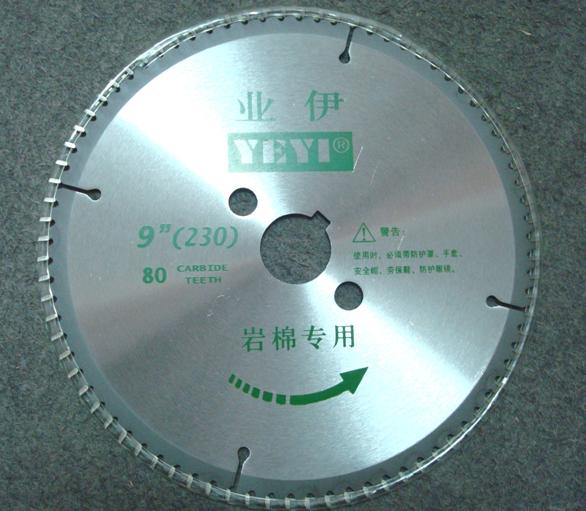 业伊
YEYI®
9"(230)
80 CARBIDE TEETH
警告:
使用时、必须带防护罩、手套、
安全帽、劳保鞋、防护眼镜。
岩棉专用